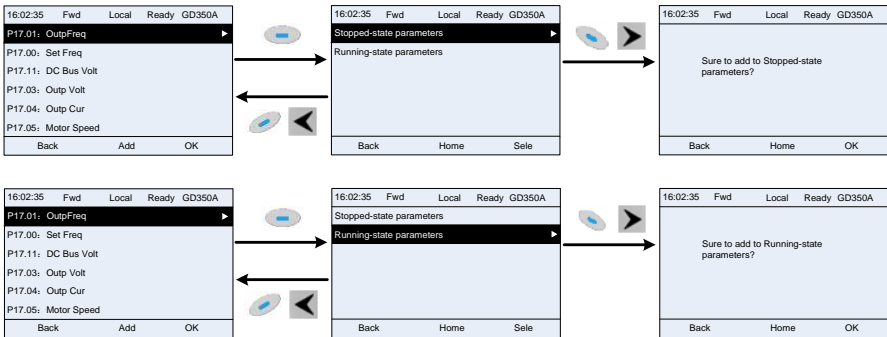 16:02:35 Fwd Local Ready GD350A
P17.01: OutpFreq
P17.00: Set Freq
P17.11: DC Bus Volt
P17.03: Outp Volt
P17.04: Outp Cur
P17.05: Motor Speed
Back Add OK
16:02:35 Fwd Local Ready GD350A
Stopped-state parameters
Running-state parameters
Back Home Sele
16:02:35 Fwd Local Ready GD350A
Sure to add to Stopped-state
parameters?
Back Home OK
16:02:35 Fwd Local Ready GD350A
P17.01: OutpFreq
P17.00: Set Freq
P17.11: DC Bus Volt
P17.03: Outp Volt
P17.04: Outp Cur
P17.05: Motor Speed
Back Add OK
16:02:35 Fwd Local Ready GD350A
Stopped-state parameters
Running-state parameters
Back Home Sele
16:02:35 Fwd Local Ready GD350A
Sure to add to Running-state
parameters?
Back Home OK